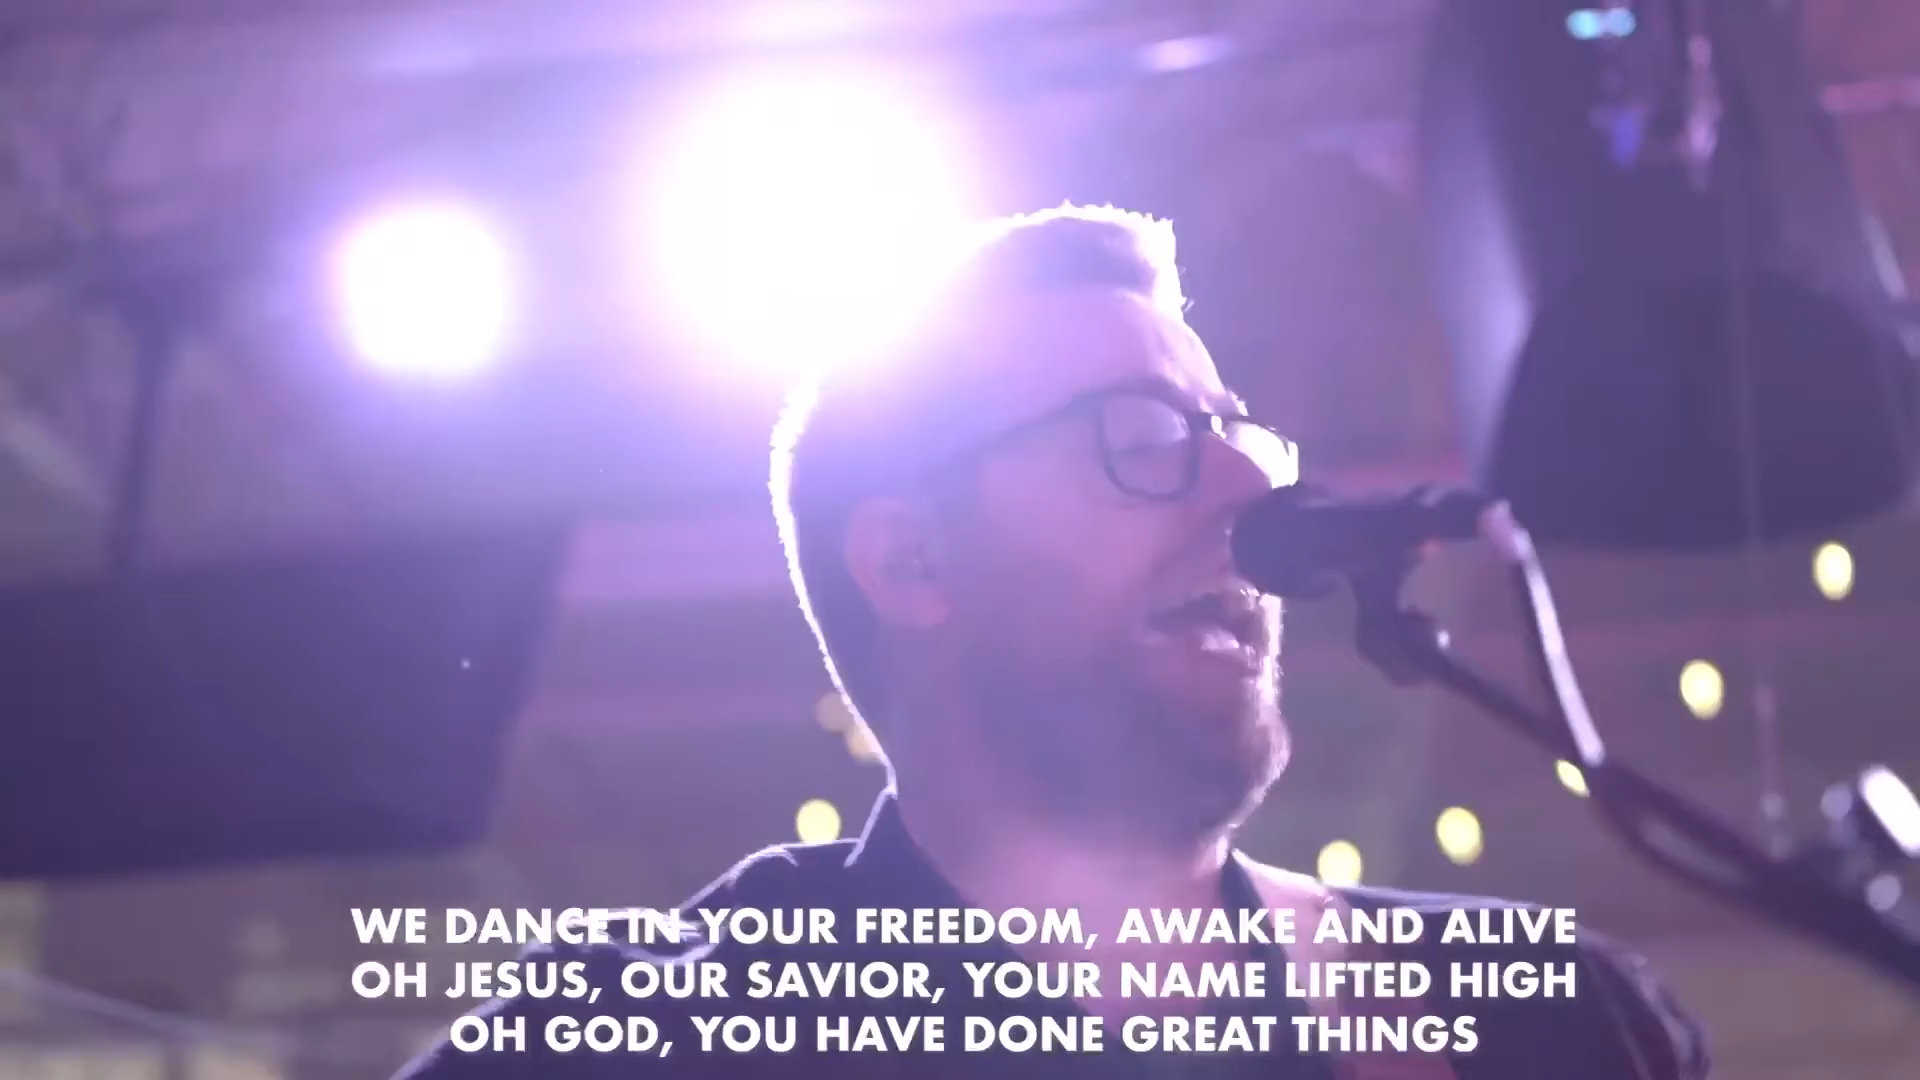 WE DANCE IN YOUR FREEDOM, AWAKE AND ALIVE
OH JESUS, OUR SAVIOR, YOUR NAME LIFTED HIGH
OH GOD, YOU HAVE DONE GREAT THINGS